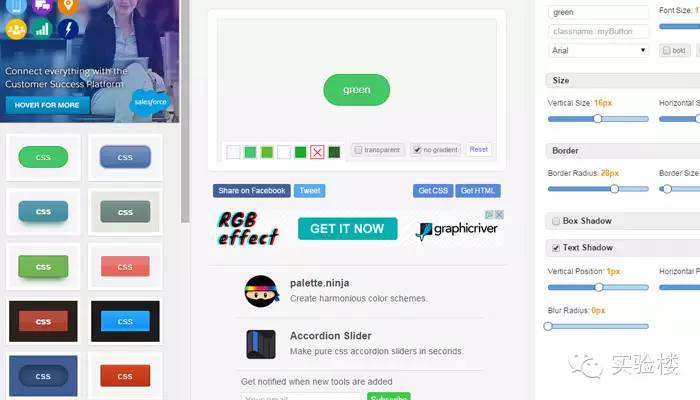 Connect everything with the
Customer Success Platform
HOVER FOR MORE
salesforce
css
css
css
css
css
css
css
css
css
css
green
transparent
no gradient
Reset
Share on Facebook
Tweet
Get CSS
Get HTML
RGB
effect
GET IT NOW
graphicriver
palette.ninja
Create harmonious color schemes.
Accordion Slider
Make pure css accordion sliders in seconds.
Get notified when new tools are added
Your email
Subscribe
green
classname: myButton
Arial
Font Size:
bold
Size
Vertical Size: 16px
Horizontal S
Border
Border Radius: 28px
Border Size
Box Shadow
Text Shadow
Vertical Position: 1px
Horizontal P
Blur Radius: 0px
实验楼